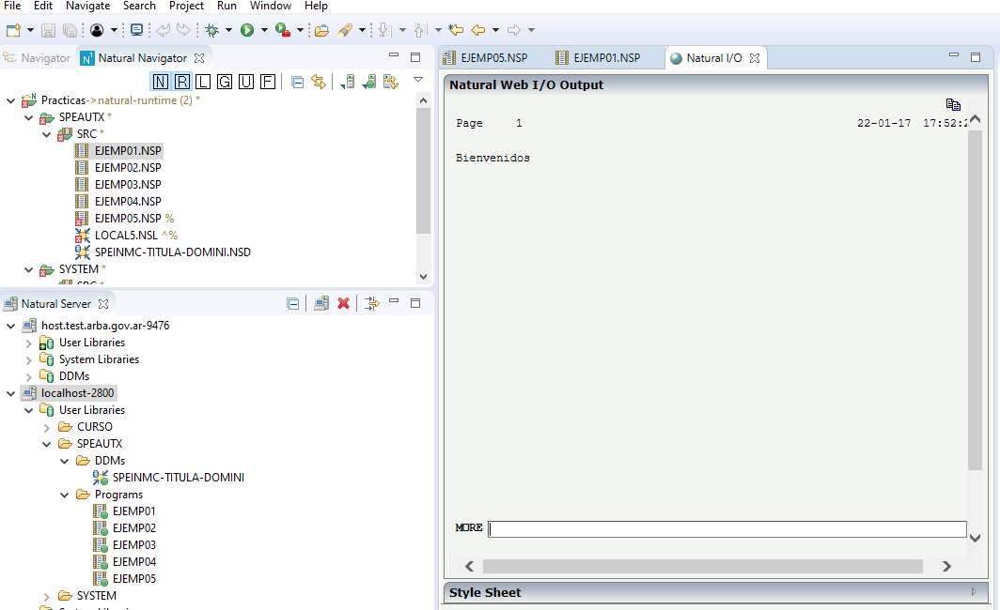 File Edit Navigate Search Project Run Window Help
Navigator Natural Navigator
N R L G U F
Practicas->natural-runtime (2) *
SPEAUTX *
SRC *
EJEMP01.NSP
EJEMP02.NSP
EJEMP03.NSP
EJEMP04.NSP
EJEMP05.NSP %
LOCAL5.NSL ^%
SPEINMC-TITULA-DOMINI.NSD
SYSTEM *
SRC *
Natural Server
host.test.arba.gov.ar-9476
User Libraries
System Libraries
DDMs
localhost-2800
User Libraries
CURSO
SPEAUTX
DDMs
SPEINMC-TITULA-DOMINI
Programs
EJEMP01
EJEMP02
EJEMP03
EJEMP04
EJEMP05
SYSTEM
EJEMP05.NSP EJEMP01.NSP Natural I/O
Natural Web I/O Output
Page 1 22-01-17 17:52:2
Bienvenidos
MORE
Style Sheet